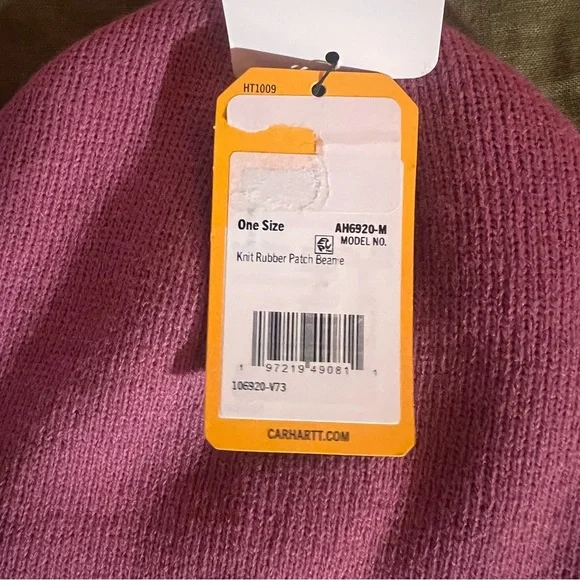 HT1009
One Size
AH6920-M
MODEL NO.
Knit Rubber Patch Beanie
1 97219 49081 1
106920-V73
CARHARTT.COM